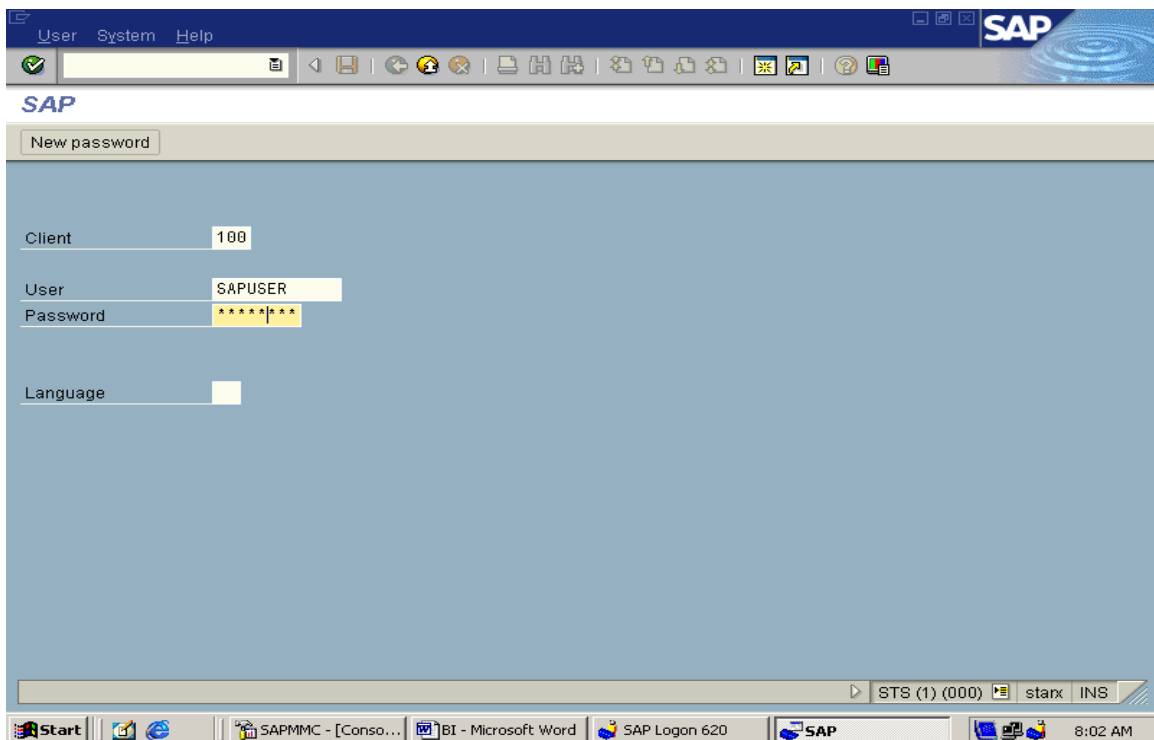 User System Help
SAP
SAP
New password
Client 100
User SAPUSER
Password ********
Language
STS (1) (000) starx INS
Start SAPMMC - [Conso... BI - Microsoft Word SAP Logon 620 SAP 8:02 AM